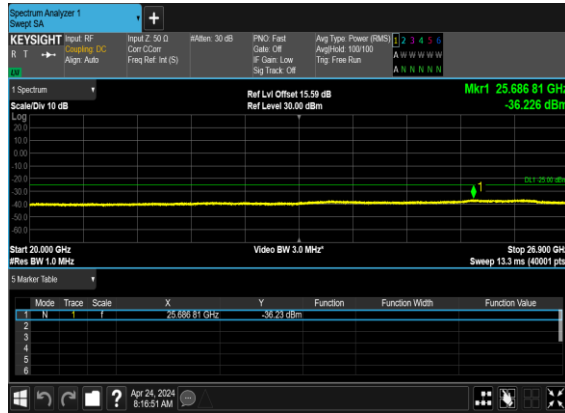 Spectrum Analyzer 1
Swept SA
+
KEYSIGHT Input: RF Input Z: 50 Ω #Atten: 30 dB PNO: Fast Avg Type: Power (RMS) 1 2 3 4 5 6
R T Coupling: DC Corr CCorr Gate: Off Avg|Hold: 100/100 A W W W W W
Align: Auto Freq Ref: Int (S) IF Gain: Low Trig: Free Run
LW Sig Track: Off A N N N N N
1 Spectrum Ref Lvl Offset 15.59 dB Mkr1 25.686 81 GHz
Scale/Div 10 dB Ref Level 30.00 dBm -36.226 dBm
Log
20.0
10.0
0.00
-10.0
-20.0
DL1 -25.00 dBm
1
-30.0
-40.0
-50.0
-60.0
Start 20.000 GHz Video BW 3.0 MHz* Stop 26.900 GHz
#Res BW 1.0 MHz Sweep 13.3 ms (40001 pts)
5 Marker Table
Mode Trace Scale X Y Function Function Width Function Value
1 N 1 f 25.686 81 GHz -36.23 dBm
2
3
4
5
6
? Apr 24, 2024
8:16:51 AM